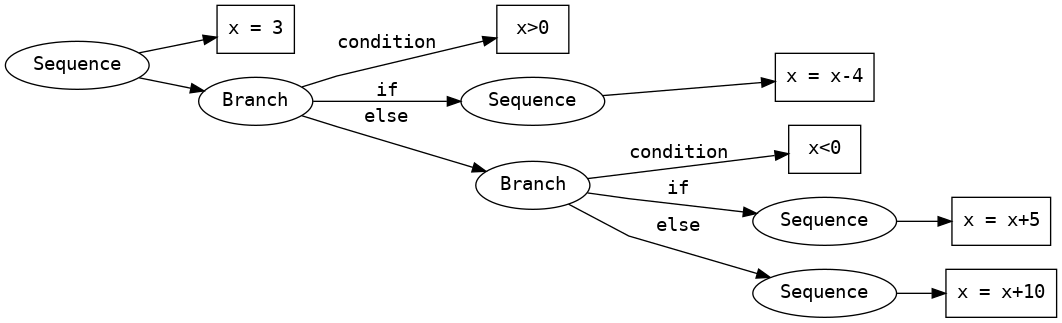 x = 3
Sequence
Branch
condition
x>0
if
Sequence
x = x-4
else
Branch
condition
x<0
if
Sequence
x = x+5
else
Sequence
x = x+10